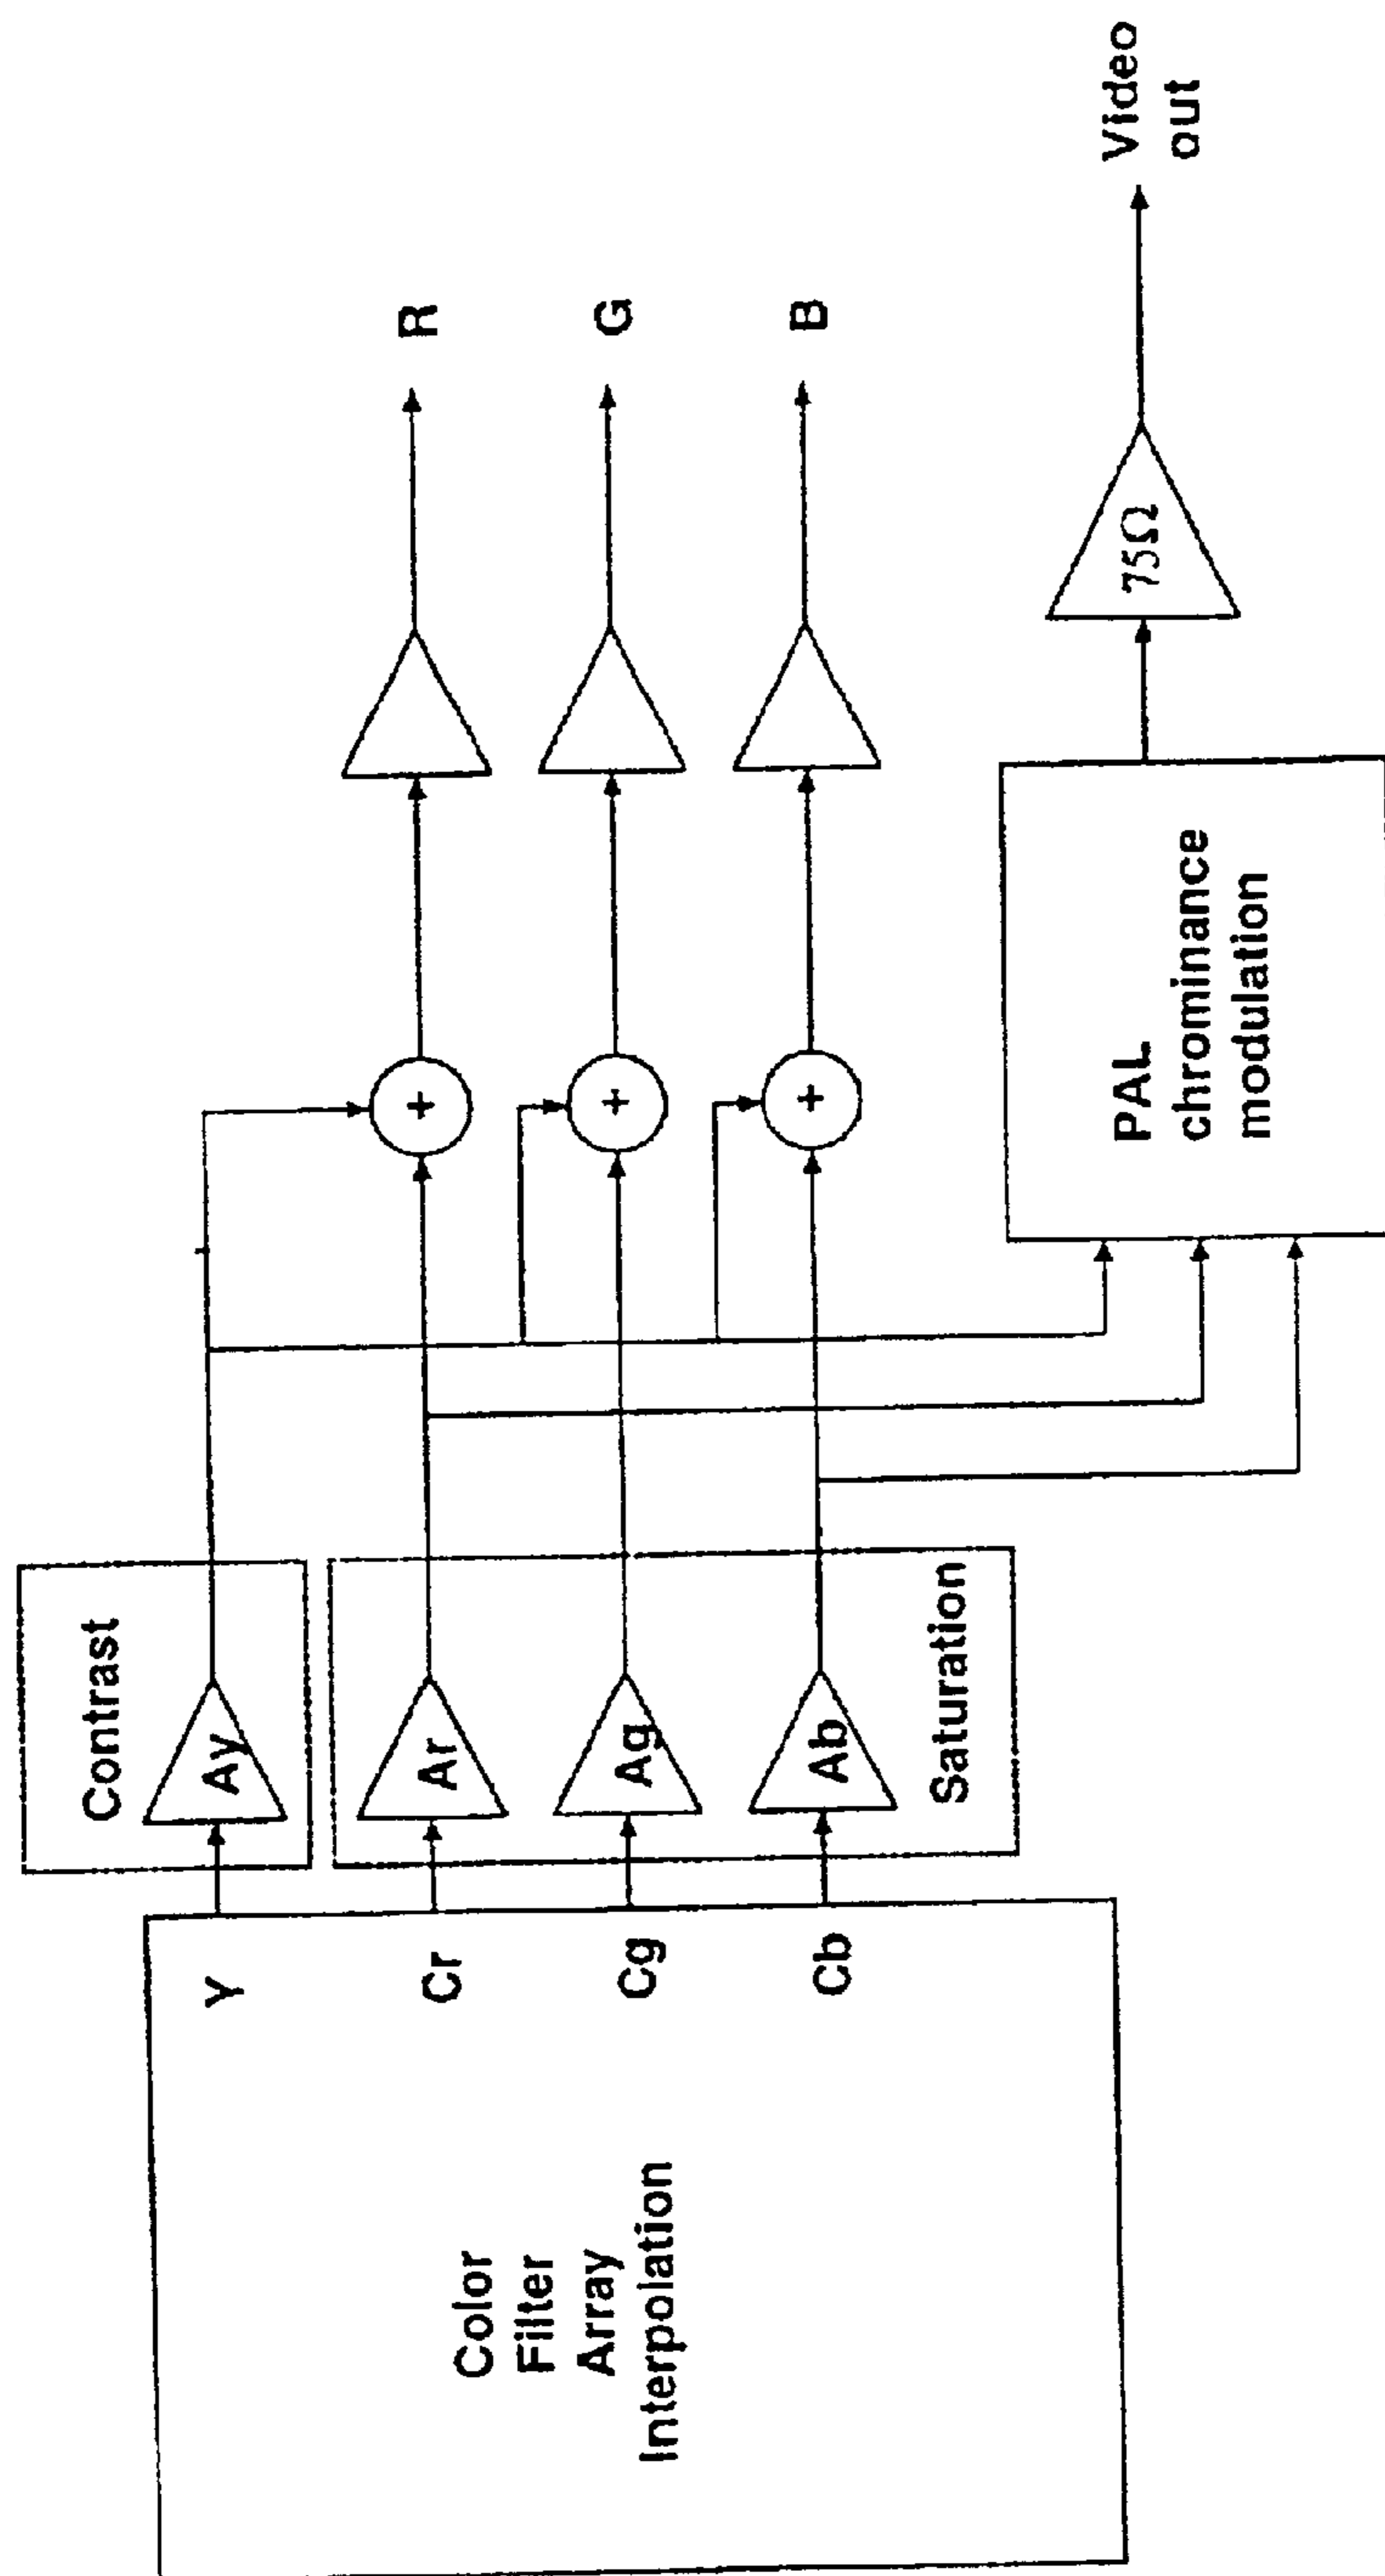 Color
Filter
Array
Interpolation
Y
Cr
Cg
Cb
Contrast
Ay
Ar
Ag
Ab
Saturation
+
+
+
R
G
B
PAL
chrominance
modulation
75Ω
Video
out